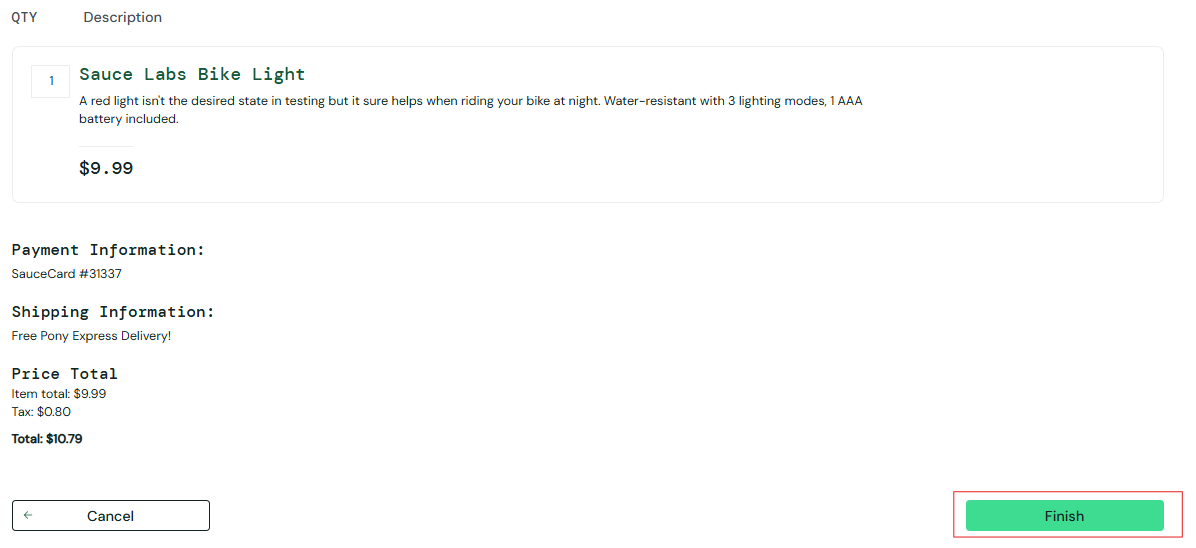 QTY Description
1 Sauce Labs Bike Light
A red light isn't the desired state in testing but it sure helps when riding your bike at night. Water-resistant with 3 lighting modes, 1 AAA
battery included.
$9.99
Payment Information:
SauceCard #31337
Shipping Information:
Free Pony Express Delivery!
Price Total
Item total: $9.99
Tax: $0.80
Total: $10.79
Cancel Finish